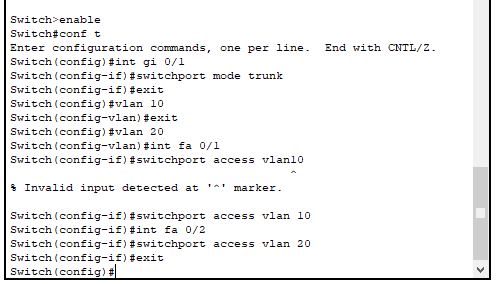 Switch>enable
Switch#conf t
Enter configuration commands, one per line.  End with CNTL/Z.
Switch(config)#int gi 0/1
Switch(config-if)#switchport mode trunk
Switch(config-if)#exit
Switch(config)#vlan 10
Switch(config-vlan)#exit
Switch(config)#vlan 20
Switch(config-vlan)#int fa 0/1
Switch(config-if)#switchport access vlan10
^
% Invalid input detected at '^' marker.
Switch(config-if)#switchport access vlan 10
Switch(config-if)#int fa 0/2
Switch(config-if)#switchport access vlan 20
Switch(config-if)#exit
Switch(config)#